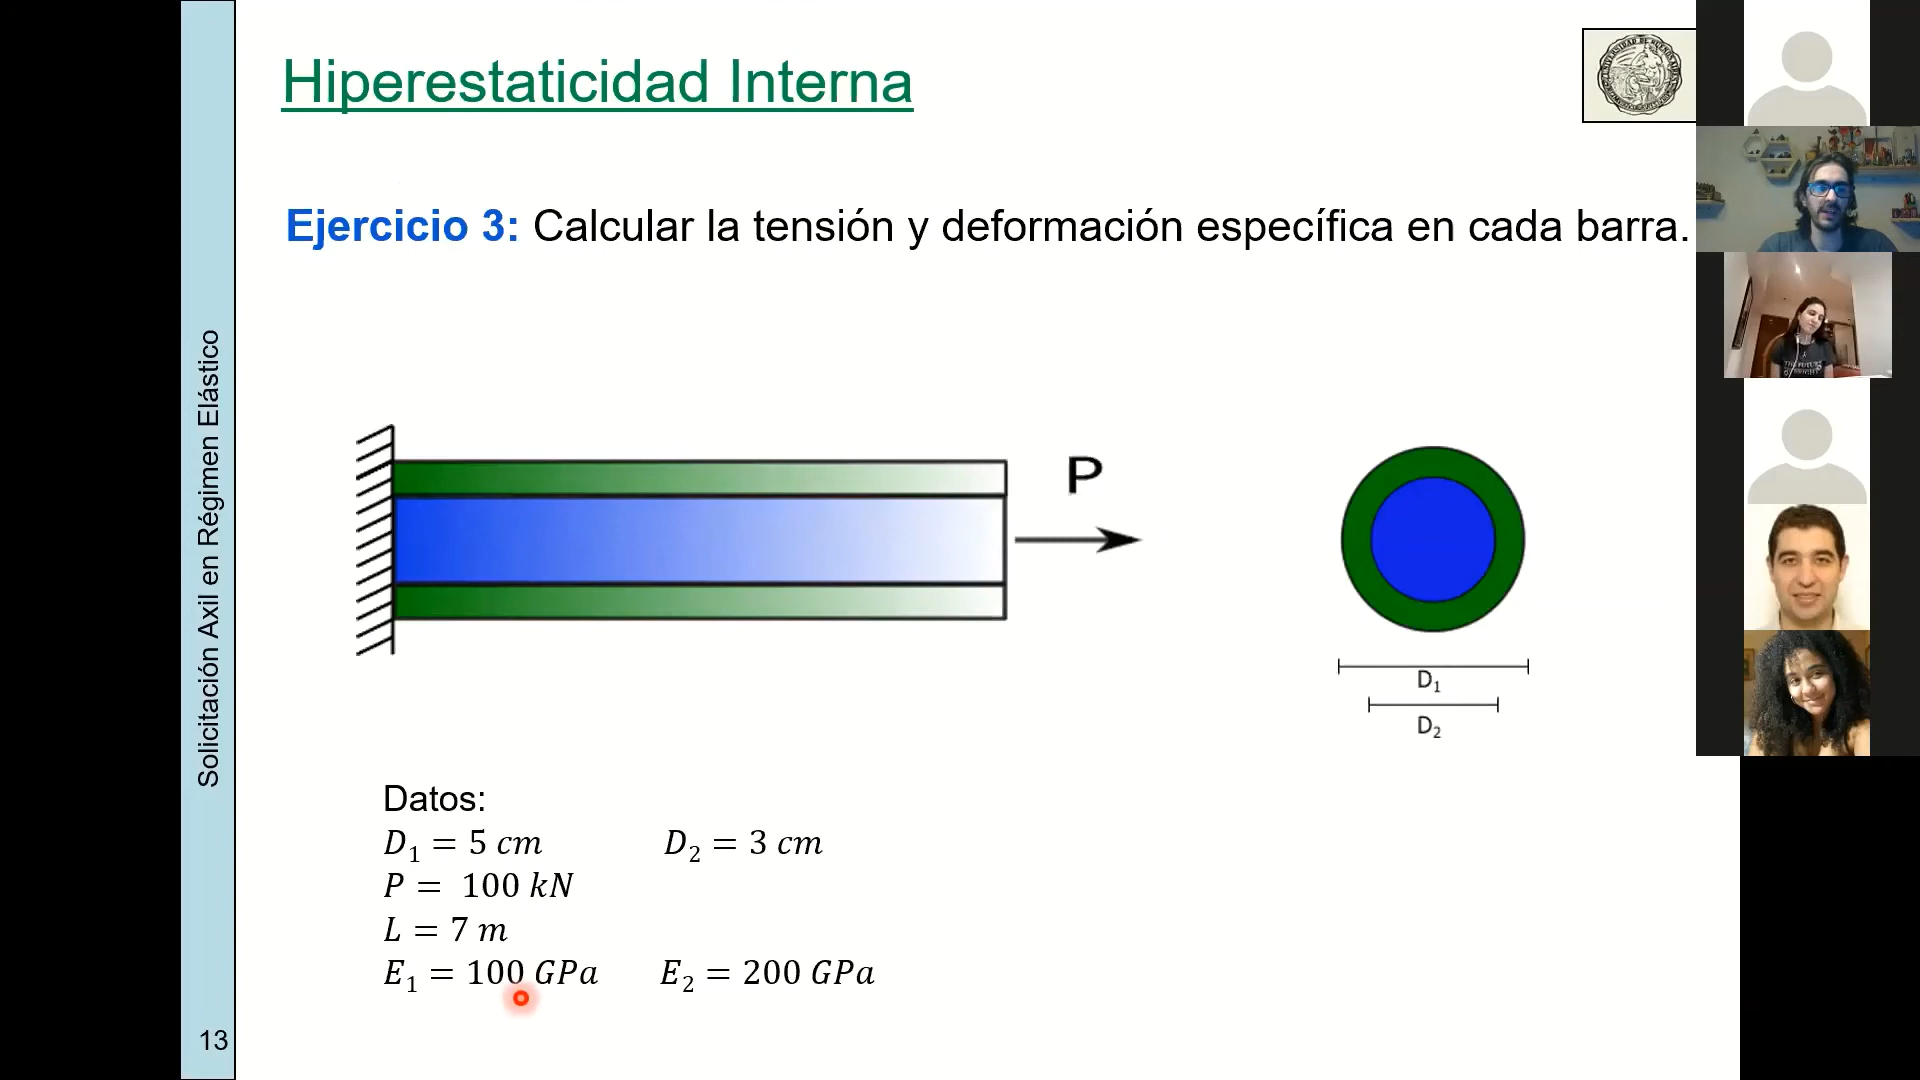 Hiperestaticidad Interna
Ejercicio 3: Calcular la tensión y deformación específica en cada barra.
Solicitación Axil en Régimen Elástico
P
D₁
D₂
Datos:
D₁ = 5 cm D₂ = 3 cm
P = 100 kN
L = 7 m
E₁ = 100 GPa E₂ = 200 GPa
13